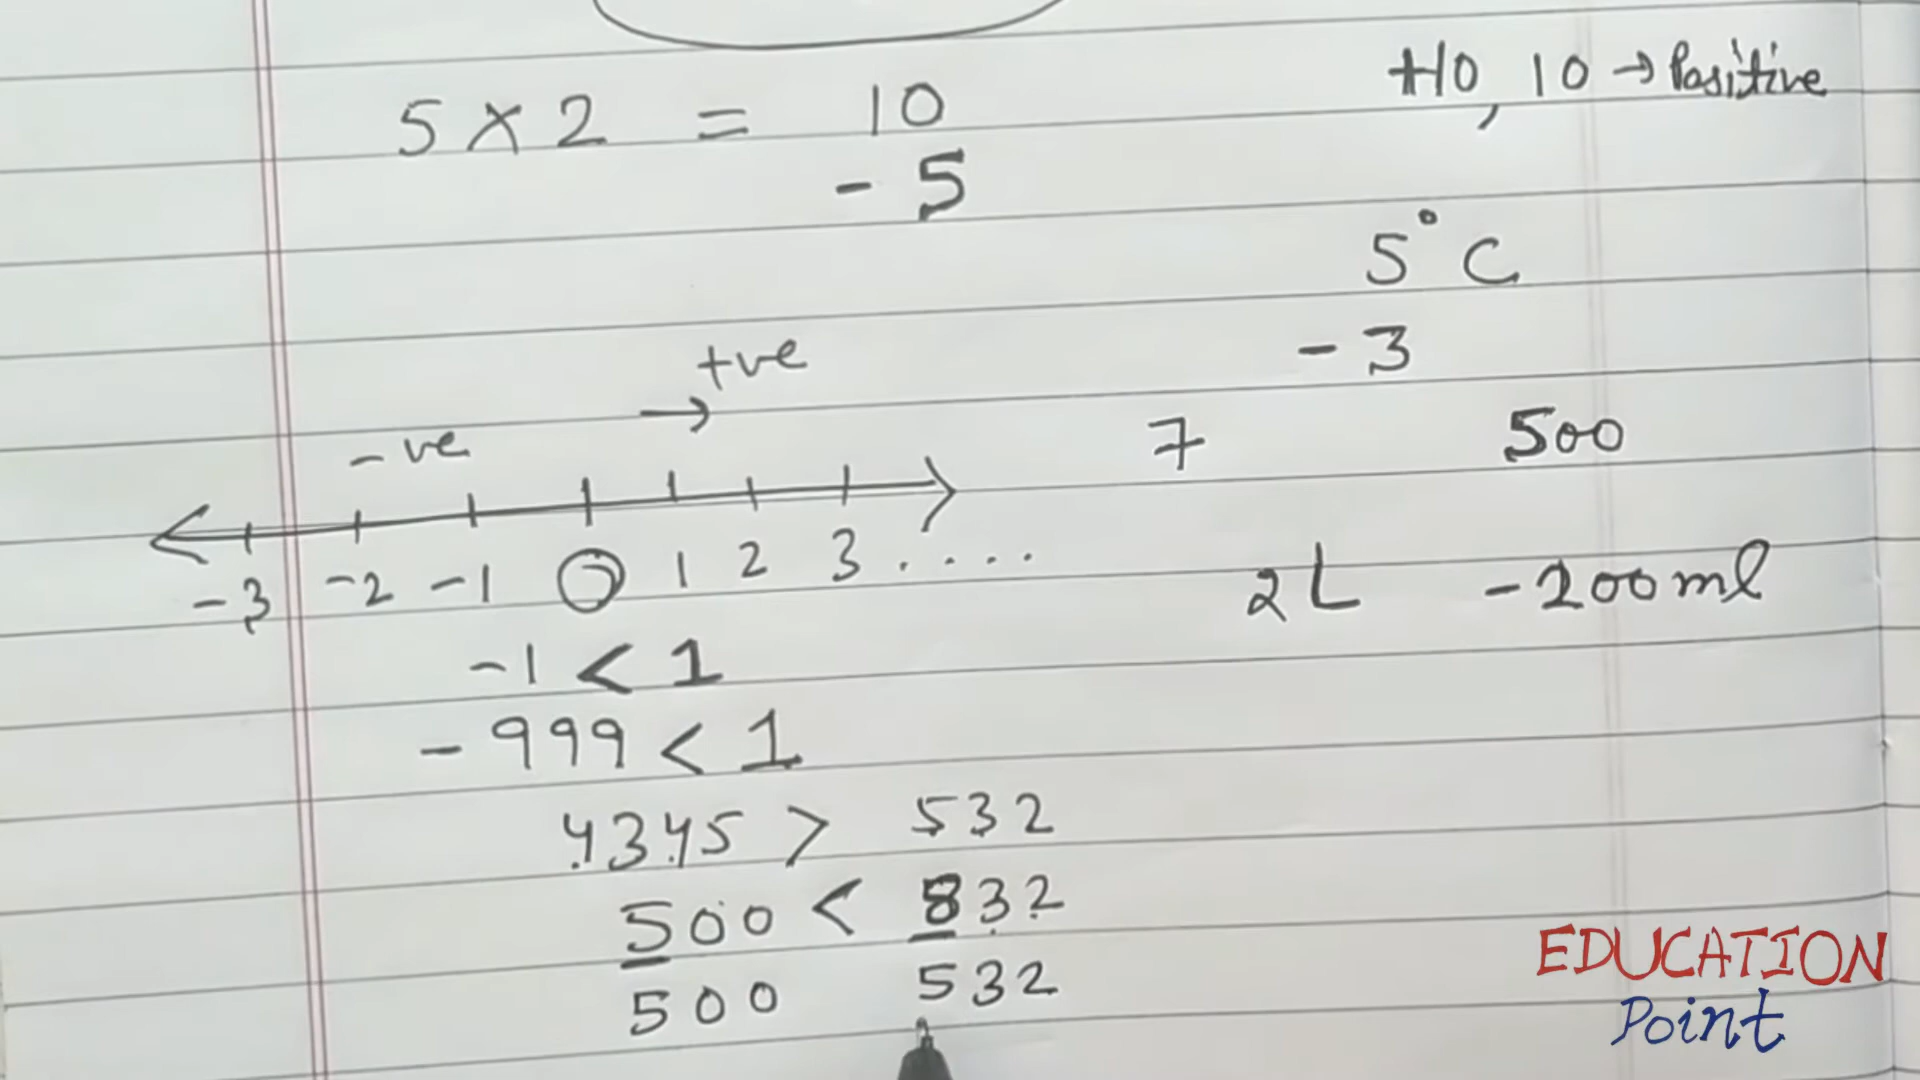 5 × 2 = 10
- 5
+10, 10 → Positive
5°C
- 3
+ve
-ve
7 500
-3 -2 -1 0 1 2 3 . . . .
2L -200ml
-1 < 1
- 999 < 1
4345 > 532
500 < 832
500 532
EDUCATION
Point